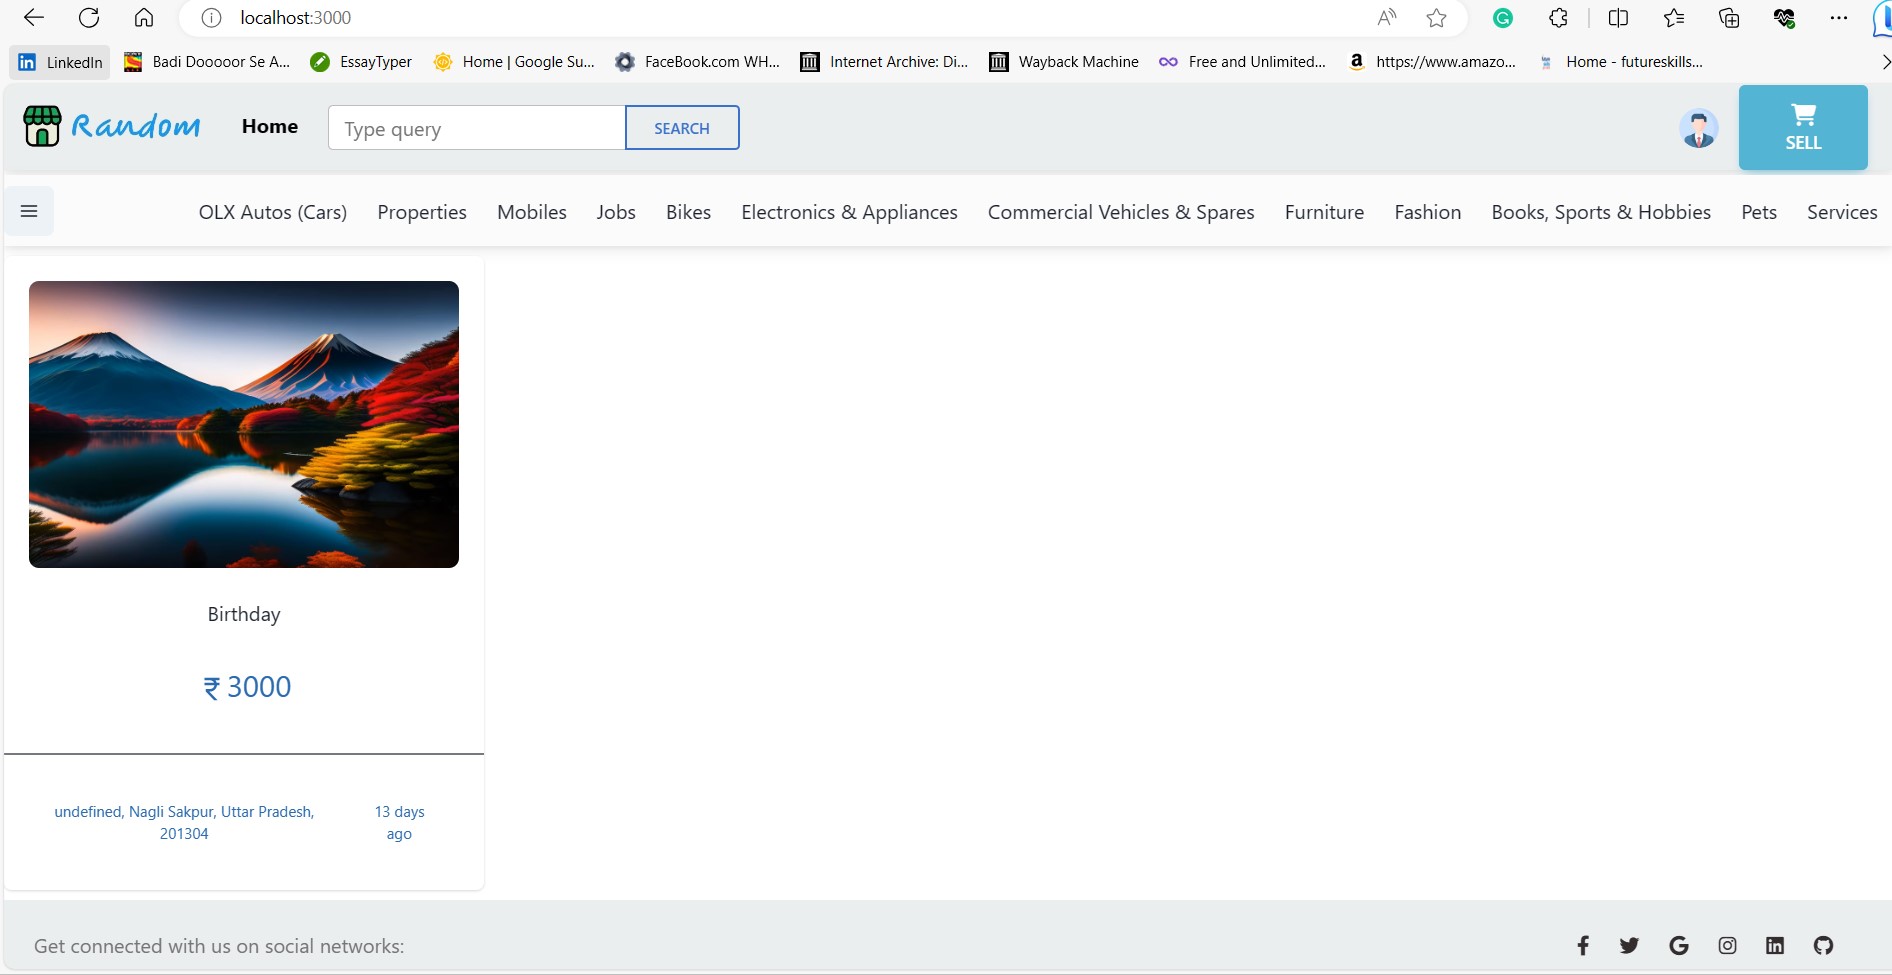 localhost:3000
LinkedIn Badi Dooooor Se A... EssayTyper Home | Google Su... FaceBook.com WH... Internet Archive: Di... Wayback Machine Free and Unlimited... https://www.amazo... Home - futureskills...
Random Home Type query SEARCH
SELL
OLX Autos (Cars) Properties Mobiles Jobs Bikes Electronics & Appliances Commercial Vehicles & Spares Furniture Fashion Books, Sports & Hobbies Pets Services
Birthday
₹ 3000
undefined, Nagli Sakpur, Uttar Pradesh, 13 days
201304 ago
Get connected with us on social networks: